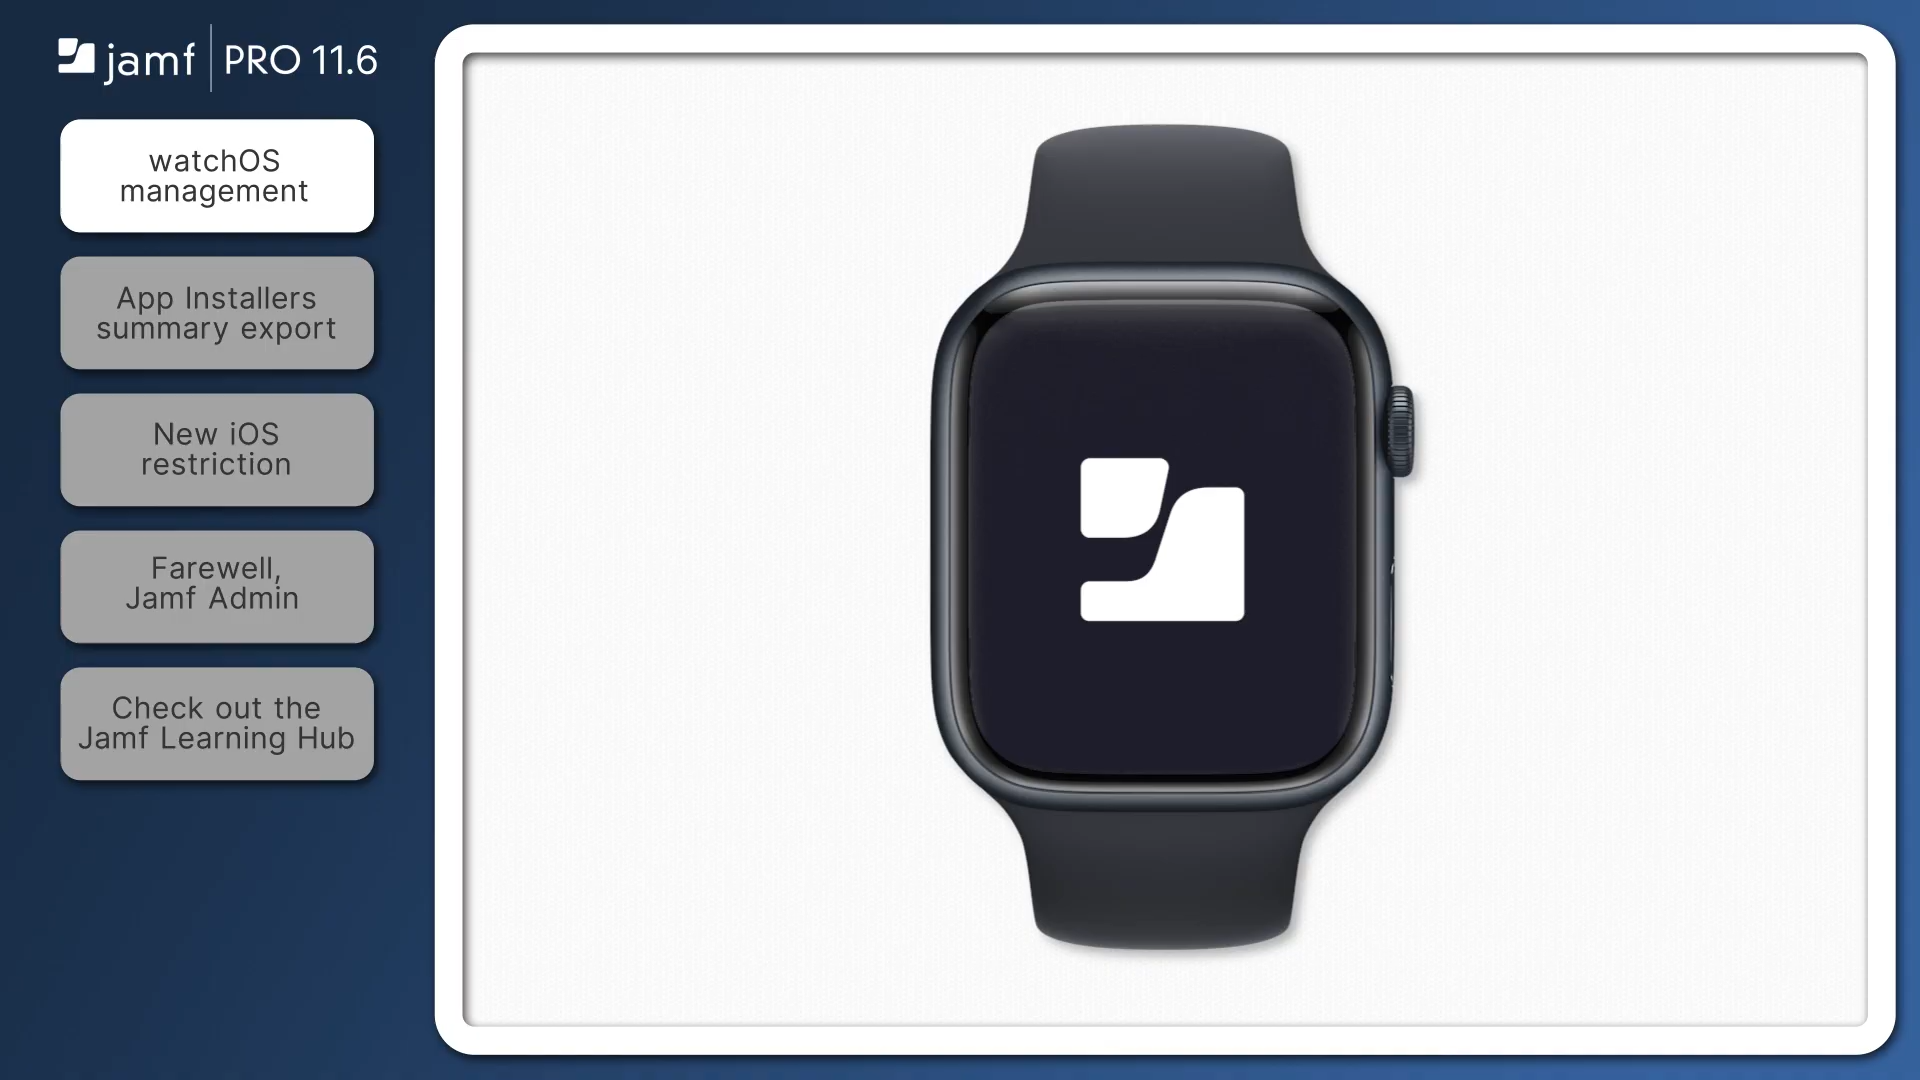 jamf PRO 11.6
watchOS
management
App Installers
summary export
New iOS
restriction
Farewell,
Jamf Admin
Check out the
Jamf Learning Hub